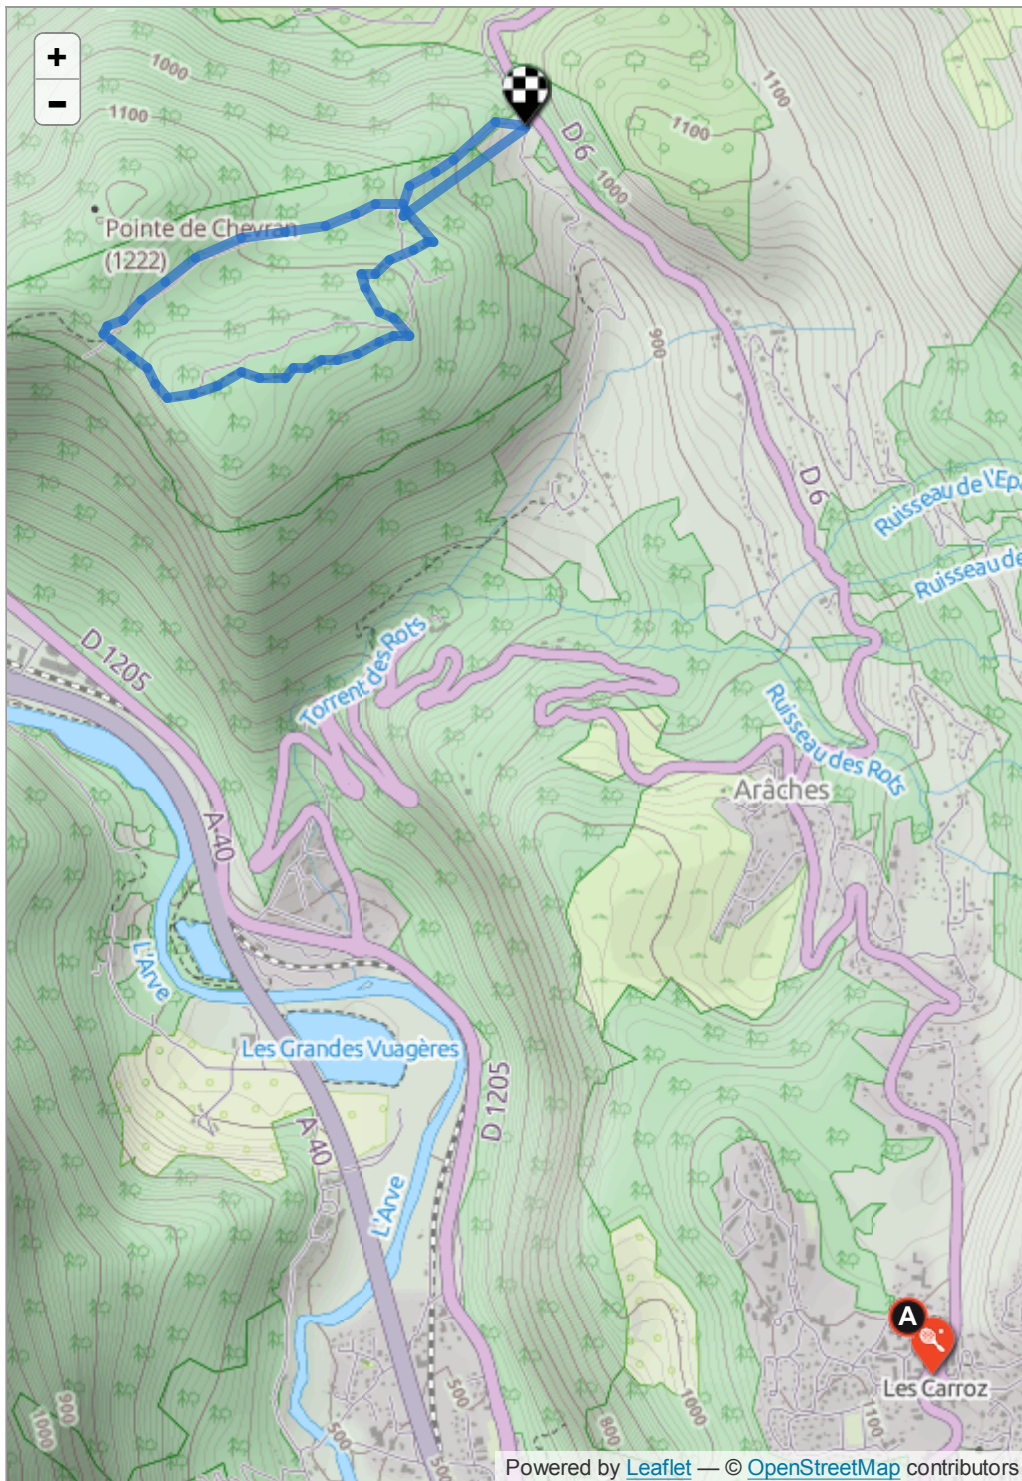 +
−
1000
1100
1100
1100
D 6
1000
Pointe de Chevran
(1222)
900
D 6
Ruisseau de l'Epa
Ruisseau de
D 1205
Torrent des Rots
Ruisseau des Rots
Arâches
A 40
L'Arve
Les Grandes Vuagères
D 1205
A 40
L'Arve
A
Les Carroz
900
1000
500
500
500
800
1000
1100
Powered by Leaflet — © OpenStreetMap contributors